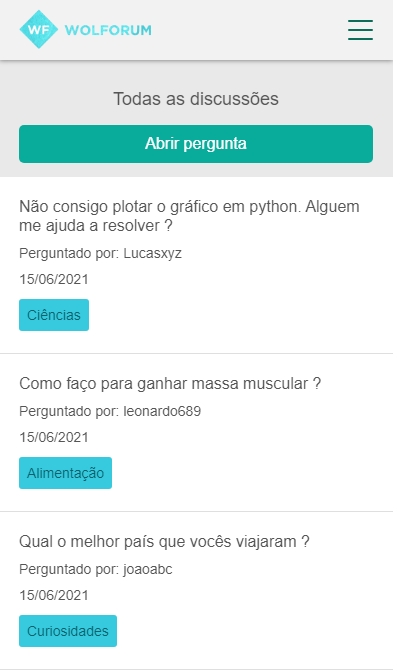 WF WOLFORUM
Todas as discussões
Abrir pergunta
Não consigo plotar o gráfico em python. Alguem
me ajuda a resolver ?
Perguntado por: Lucasxyz
15/06/2021
Ciências
Como faço para ganhar massa muscular ?
Perguntado por: leonardo689
15/06/2021
Alimentação
Qual o melhor país que vocês viajaram ?
Perguntado por: joaoabc
15/06/2021
Curiosidades